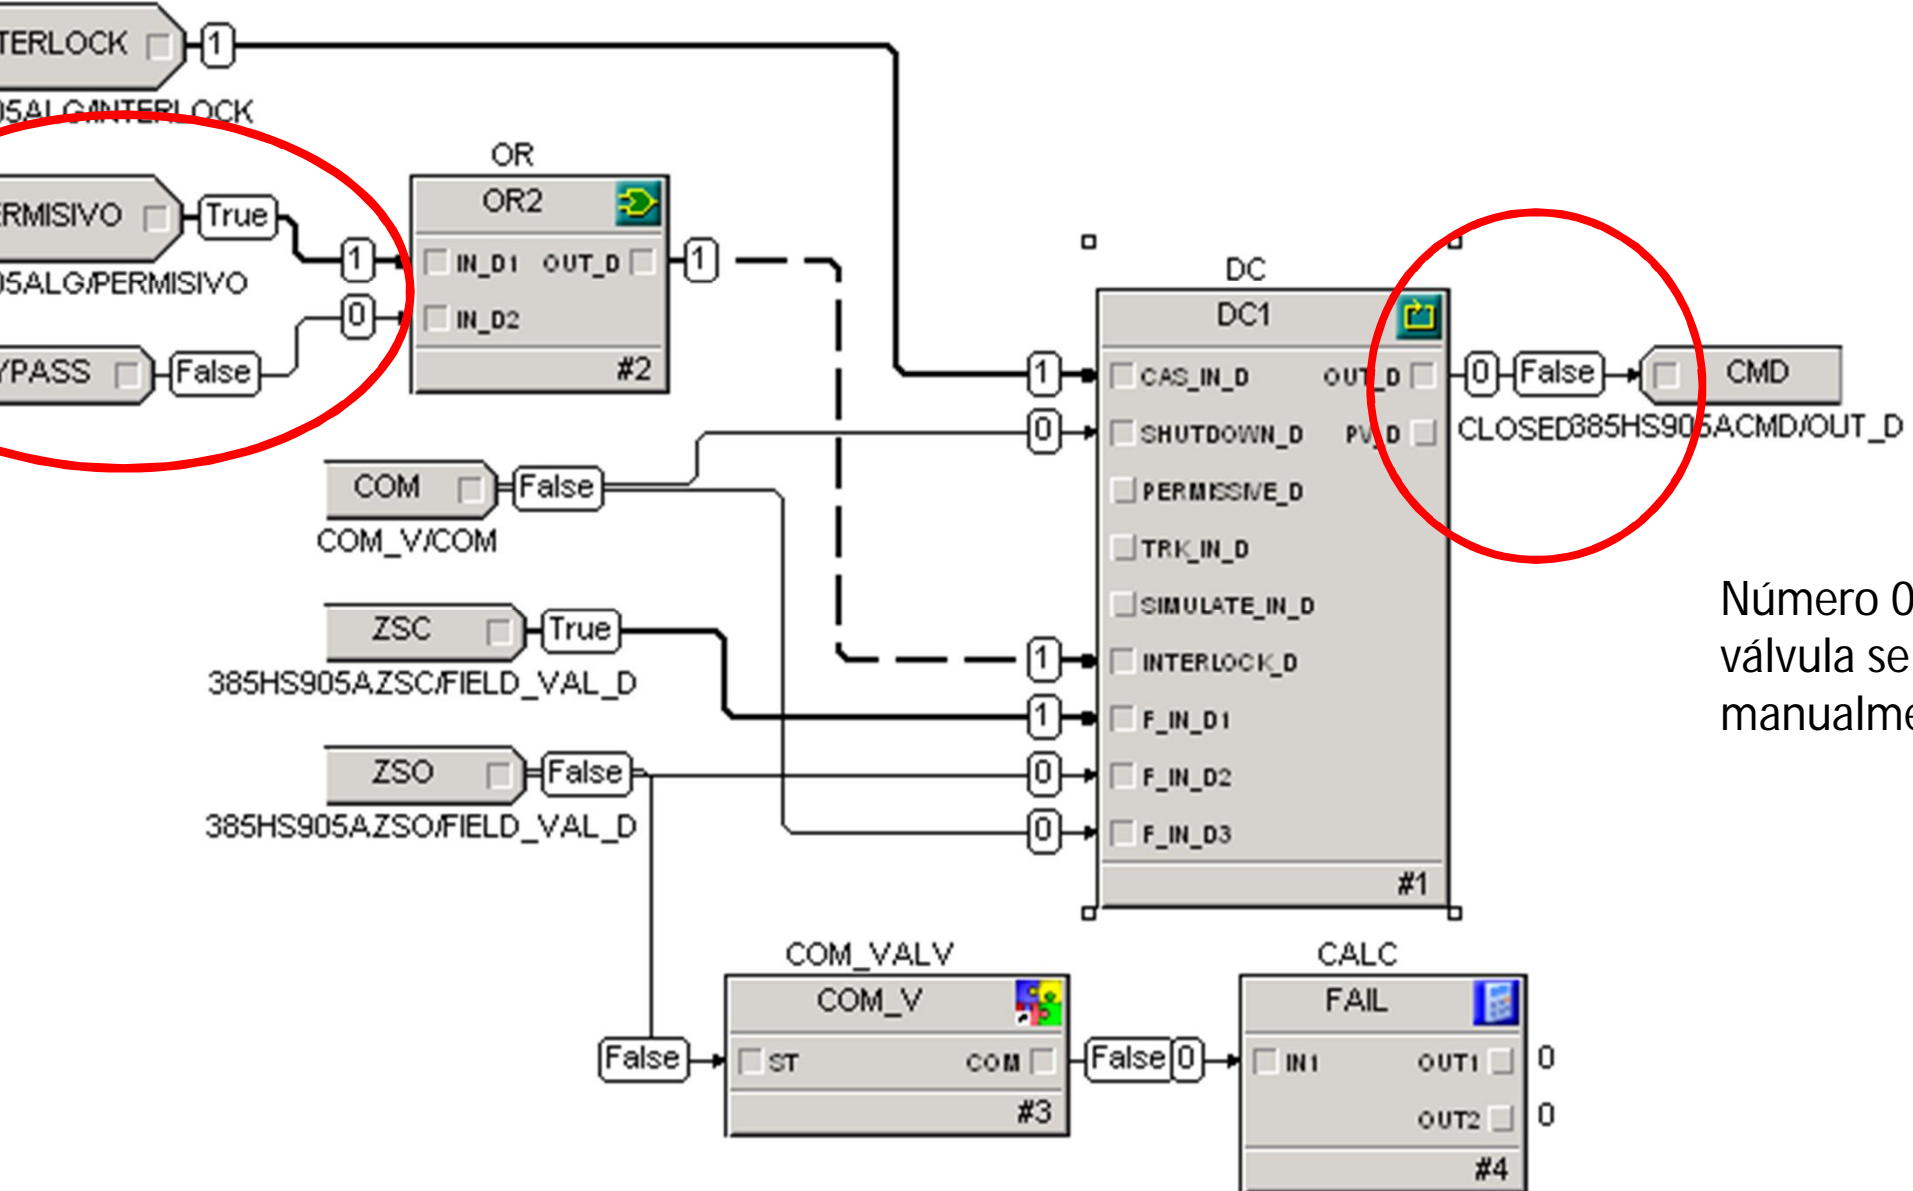 TERLOCK 1
05ALG/INTERLOCK
ERMISIVO True
1
05ALG/PERMISIVO
0
YPASS False
OR
OR2
IN_D1 OUT_D 1
IN_D2
#2
COM False
COM_V/COM
ZSC True
385HS905AZSC/FIELD_VAL_D
ZSO False
385HS905AZSO/FIELD_VAL_D
DC
DC1
1 CAS_IN_D OUT_D 0 False CMD
0 SHUTDOWN_D PV_D CLOSED385HS905ACMD/OUT_D
PERMISSIVE_D
TRK_IN_D
SIMULATE_IN_D
1 INTERLOCK_D
1 F_IN_D1
0 F_IN_D2
0 F_IN_D3
#1
Número 0
válvula se
manualme
COM_VALV
COM_V
False ST COM False 0
#3
CALC
FAIL
IN1 OUT1 0
OUT2 0
#4